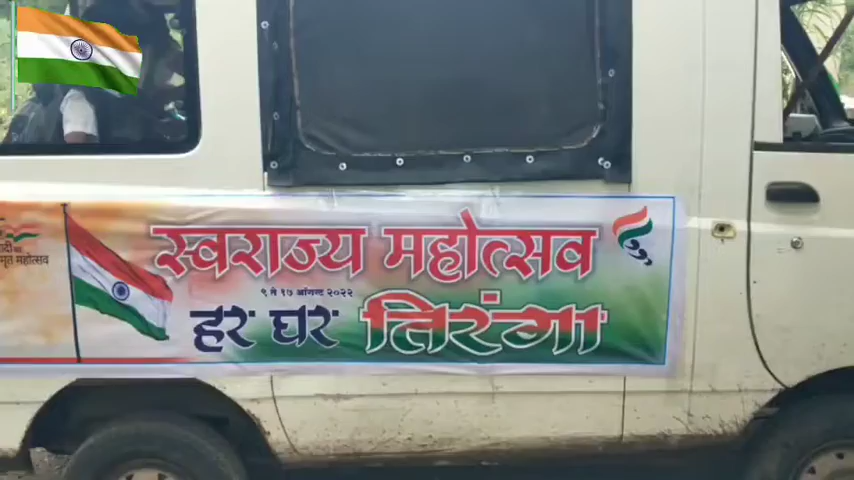 स्वराज्य महोत्सव
९ ते १७ ऑगस्ट २०२२
हर घर तिरंगा